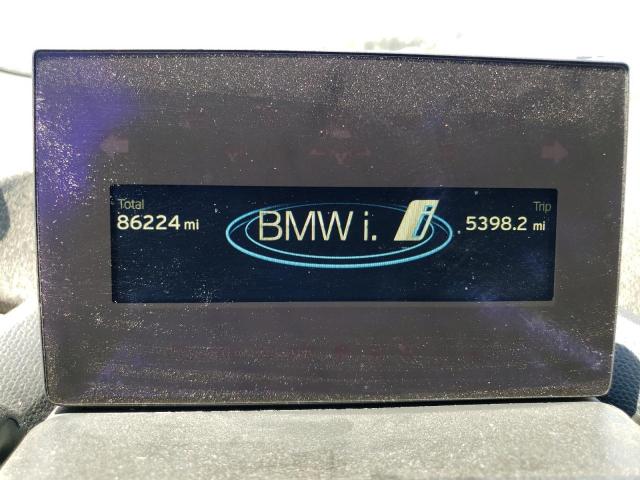 Total
86224 mi
BMW i. i
Trip
5398.2 mi